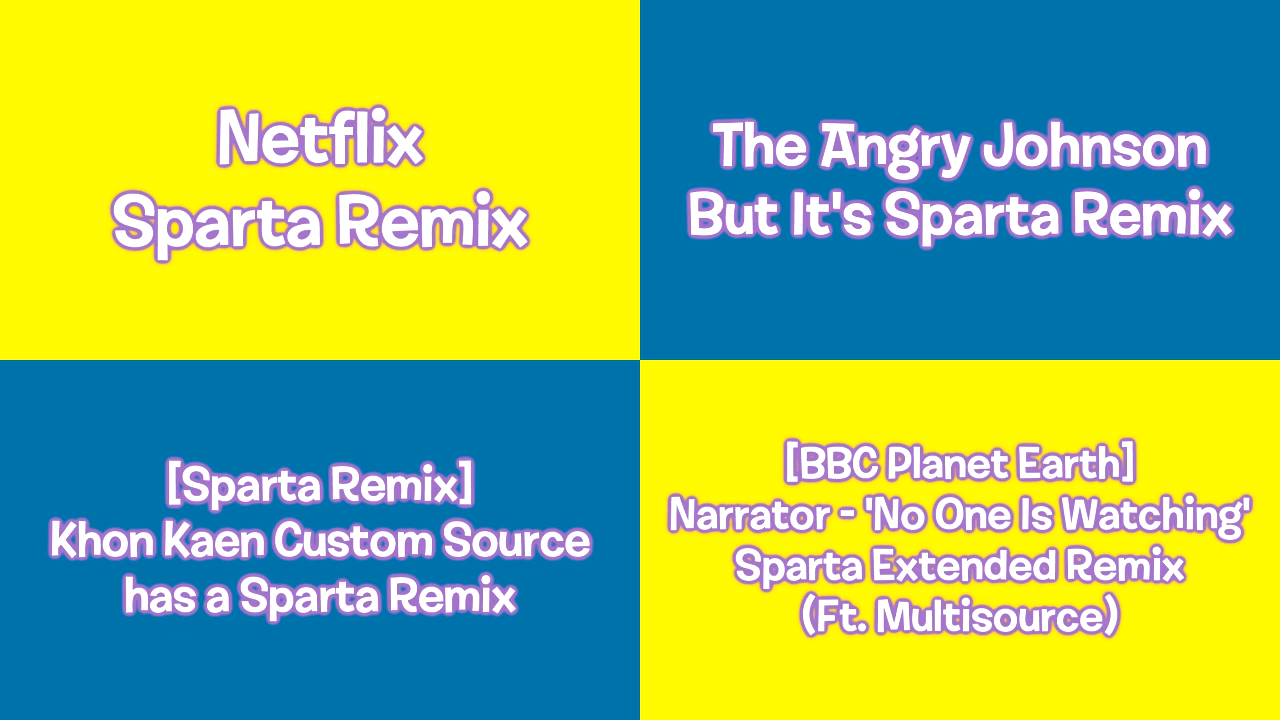 Netflix
Sparta Remix
The Angry Johnson
But It's Sparta Remix
[Sparta Remix]
Khon Kaen Custom Source
has a Sparta Remix
[BBC Planet Earth]
Narrator - 'No One Is Watching'
Sparta Extended Remix
(Ft. Multisource)